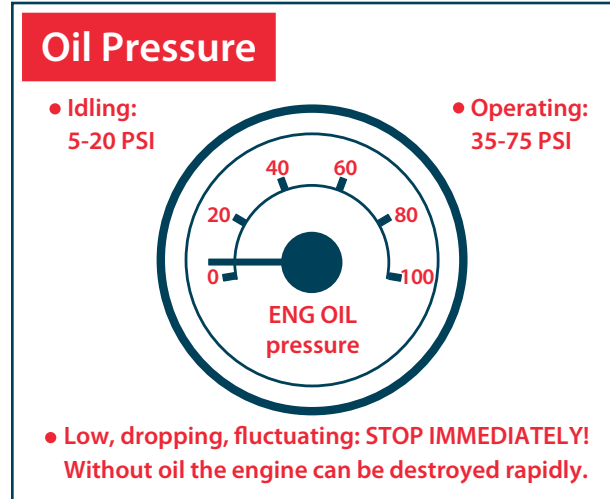 Oil Pressure
• Idling:
5-20 PSI
• Operating:
35-75 PSI
40
60
20
80
0
100
ENG OIL
pressure
• Low, dropping, fluctuating: STOP IMMEDIATELY!
Without oil the engine can be destroyed rapidly.